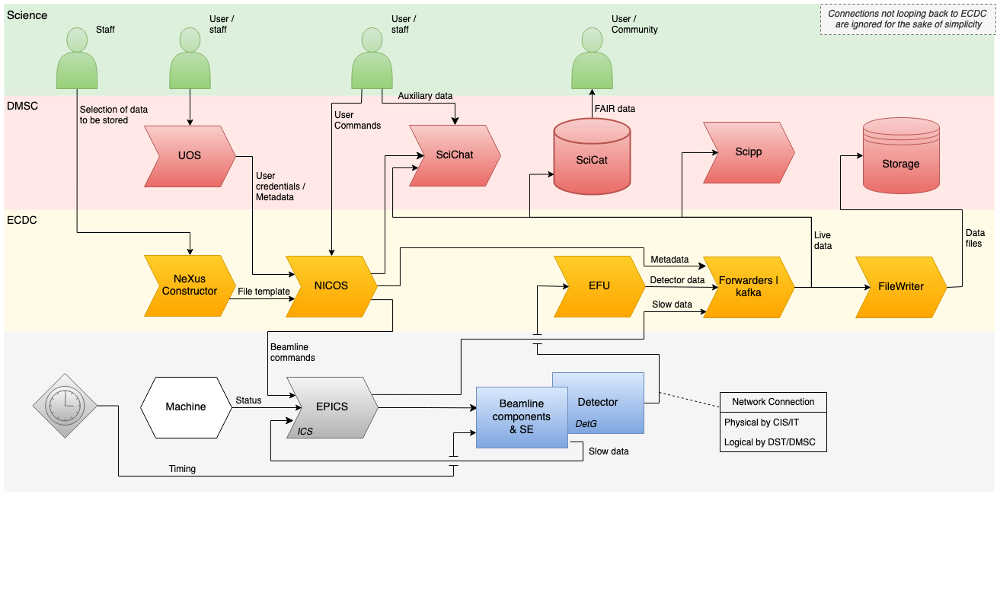 Science
Staff
User /
staff
User /
staff
User /
Community
Connections not looping back to ECDC
are ignored for the sake of simplicity
DMSC
Selection of data
to be stored
UOS
User
credentials /
Metadata
User
Commands
Auxiliary data
SciChat
FAIR data
SciCat
Scipp
Storage
ECDC
NeXus
Constructor
File template
NICOS
EFU
Metadata
Detector data
Slow data
Forwarders |
kafka
Live
data
FileWriter
Data
files
Beamline
commands
Machine
Status
EPICS
ICS
Beamline
components
& SE
Detector
DetG
Slow data
Timing
Network Connection
Physical by CIS/IT
Logical by DST/DMSC